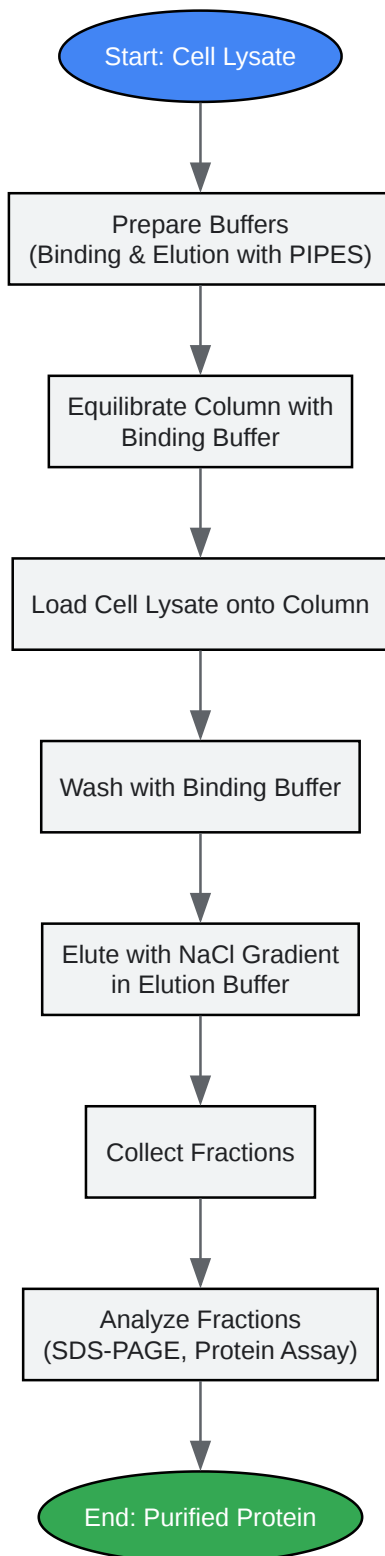 Start: Cell Lysate
Prepare Buffers
(Binding & Elution with PIPES)
Equilibrate Column with
Binding Buffer
Load Cell Lysate onto Column
Wash with Binding Buffer
Elute with NaCl Gradient
in Elution Buffer
Collect Fractions
Analyze Fractions
(SDS-PAGE, Protein Assay)
End: Purified Protein